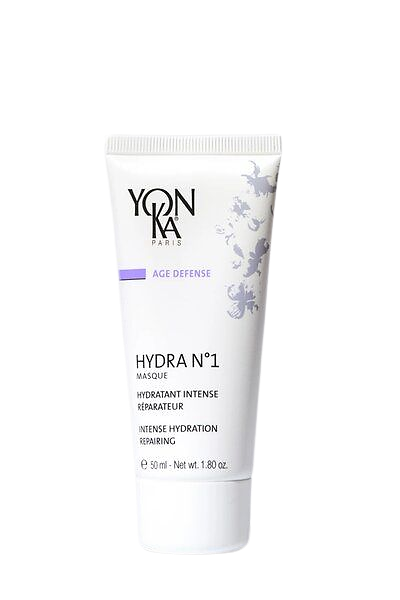 YON
KA®
PARIS
AGE DEFENSE
HYDRA N°1
MASQUE
HYDRATANT INTENSE
RÉPARATEUR
INTENSE HYDRATION
REPAIRING
℮ 50 ml - Net wt. 1.80 oz.